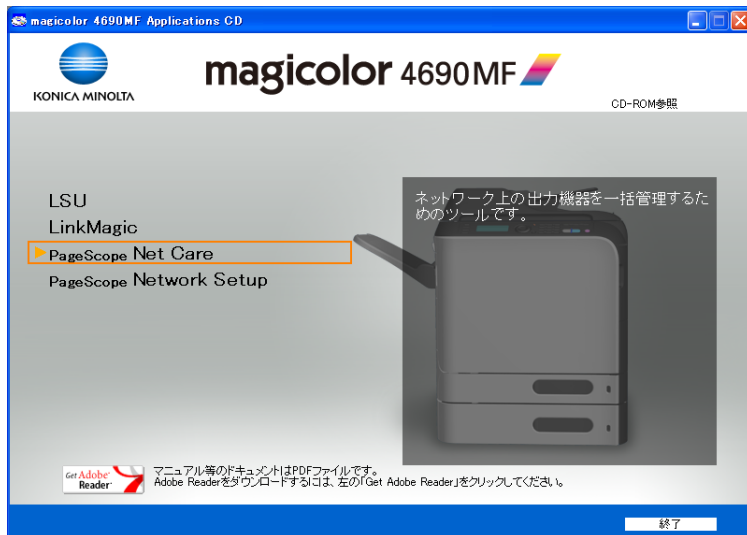 magicolor 4690MF Applications CD
KONICA MINOLTA
magicolor 4690MF
CD-ROM参照
LSU
LinkMagic
PageScope Net Care
PageScope Network Setup
ネットワーク上の出力機器を一括管理するた
めのツールです。
Get Adobe Reader
マニュアル等のドキュメントはPDFファイルです。
Adobe Readerをダウンロードするには、左の「Get Adobe Reader」をクリックしてください。
終了